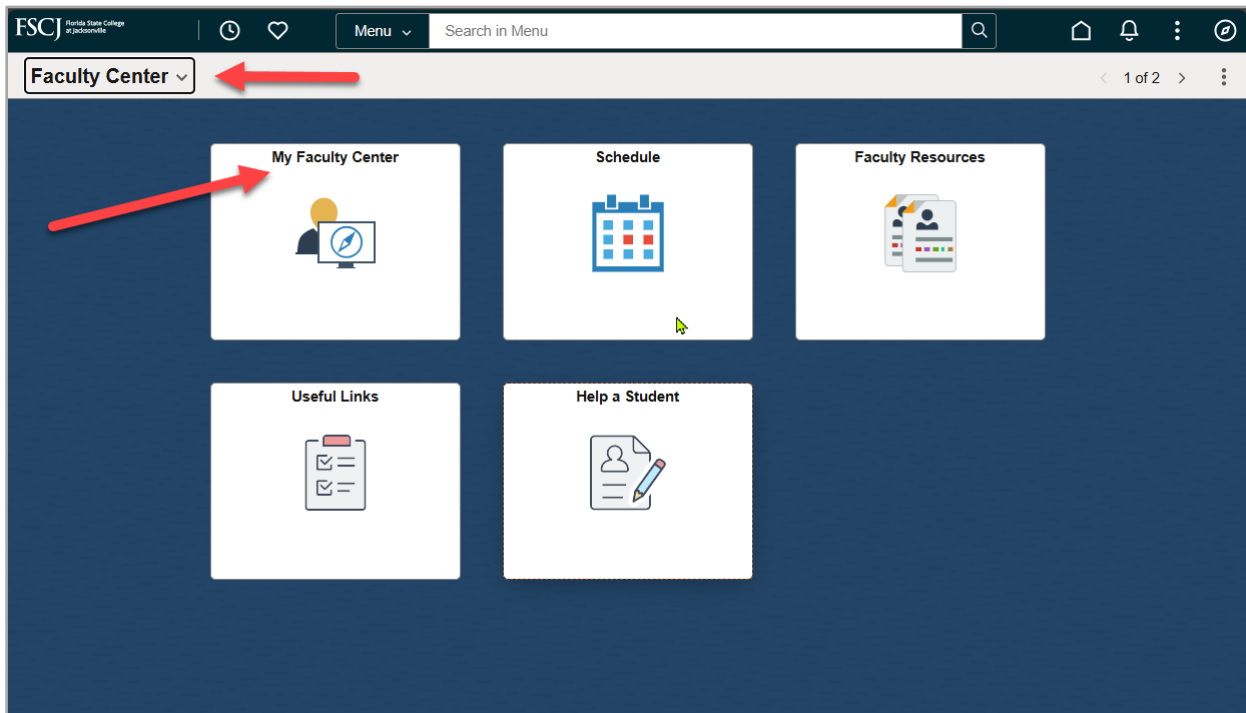 FSCJ Florida State College
at Jacksonville
Menu
Search in Menu
Faculty Center
1 of 2
My Faculty Center
Schedule
Faculty Resources
Useful Links
Help a Student